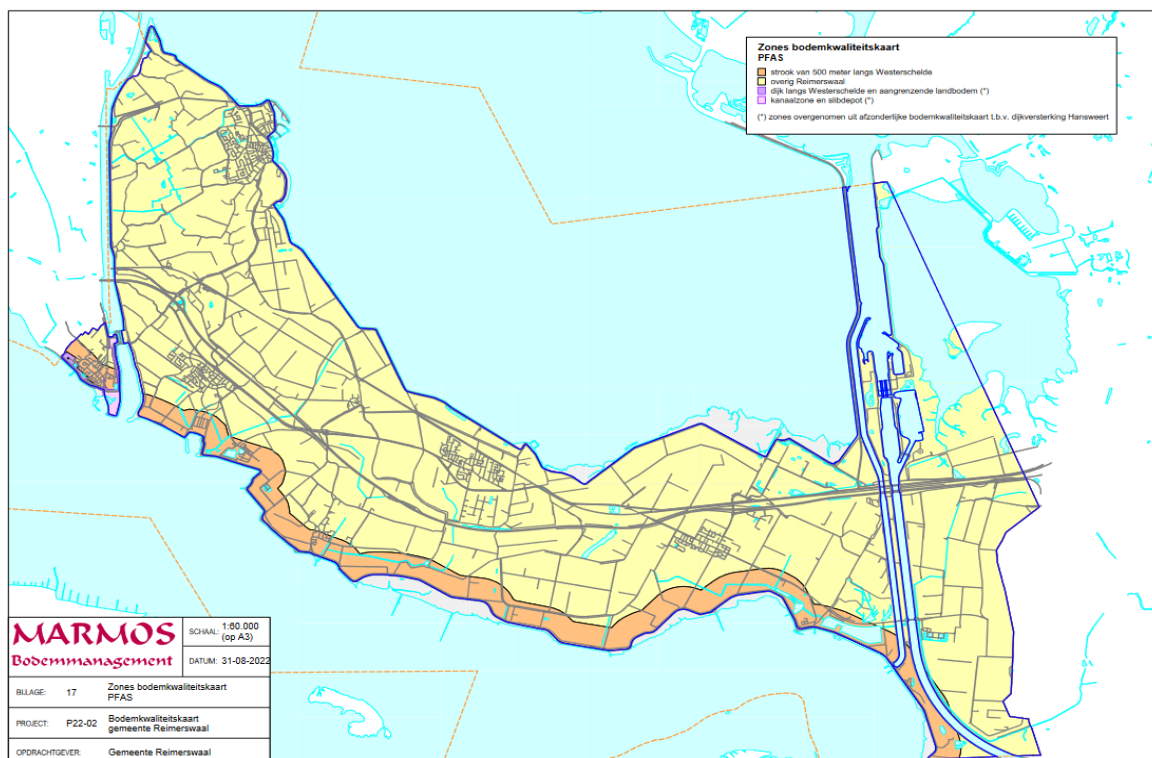 Zones bodemkwaliteitskaart
PFAS
strook van 500 meter langs Westerschelde
overig Reimerswaal
dijk langs Westerschelde en aangrenzende landbodem (*)
kanaalzone en slibdepot (*)
(*) zones overgenomen uit afzonderlijke bodemkwaliteitskaart t.b.v. dijkversterking Hansweert
MARMOS
Bodemmanagement
SCHAAL: 1:60.000
(op A3)
DATUM: 31-08-2022
BIJLAGE: 17 Zones bodemkwaliteitskaart
PFAS
PROJECT: P22-02 Bodemkwaliteitskaart
gemeente Reimerswaal
OPDRACHTGEVER: Gemeente Reimerswaal